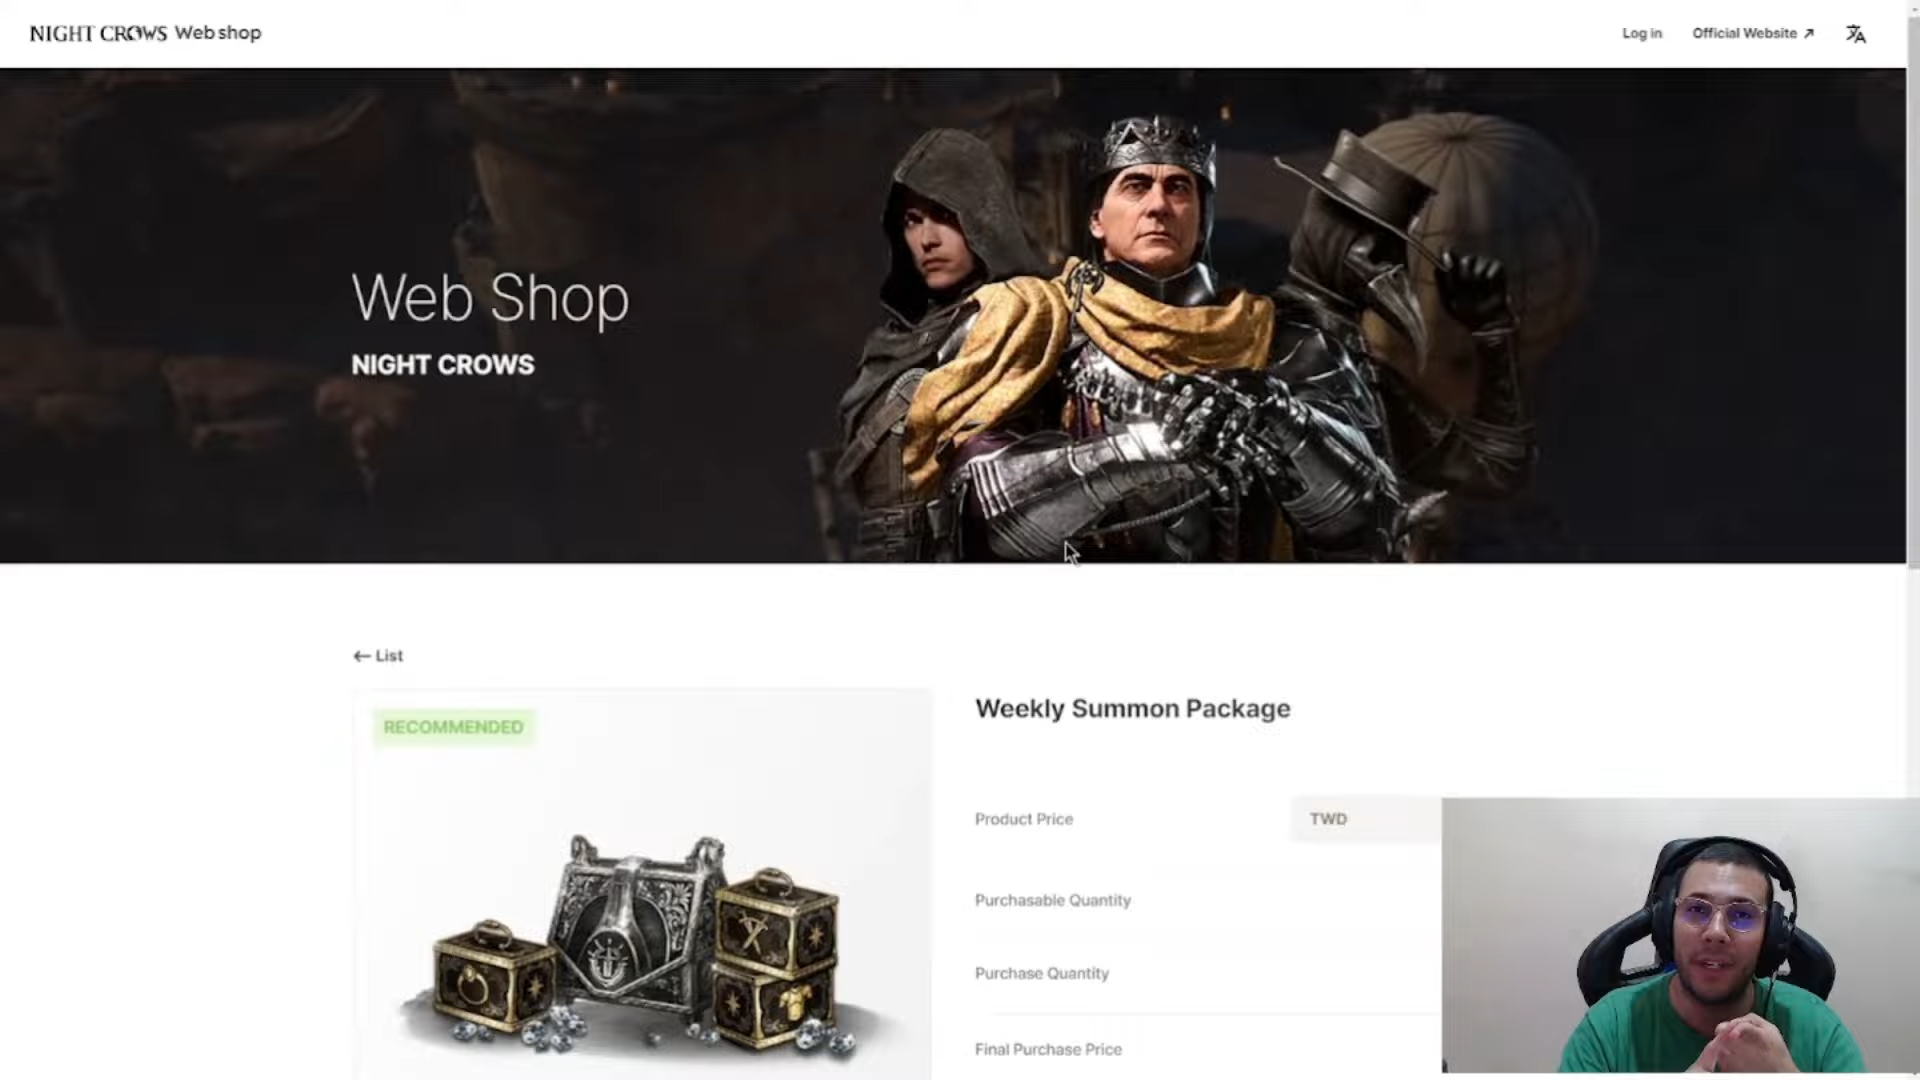 NIGHT CROWS Web shop
Log in
Official Website
Web Shop
NIGHT CROWS
List
RECOMMENDED
Weekly Summon Package
Product Price
TWD
Purchasable Quantity
Purchase Quantity
Final Purchase Price